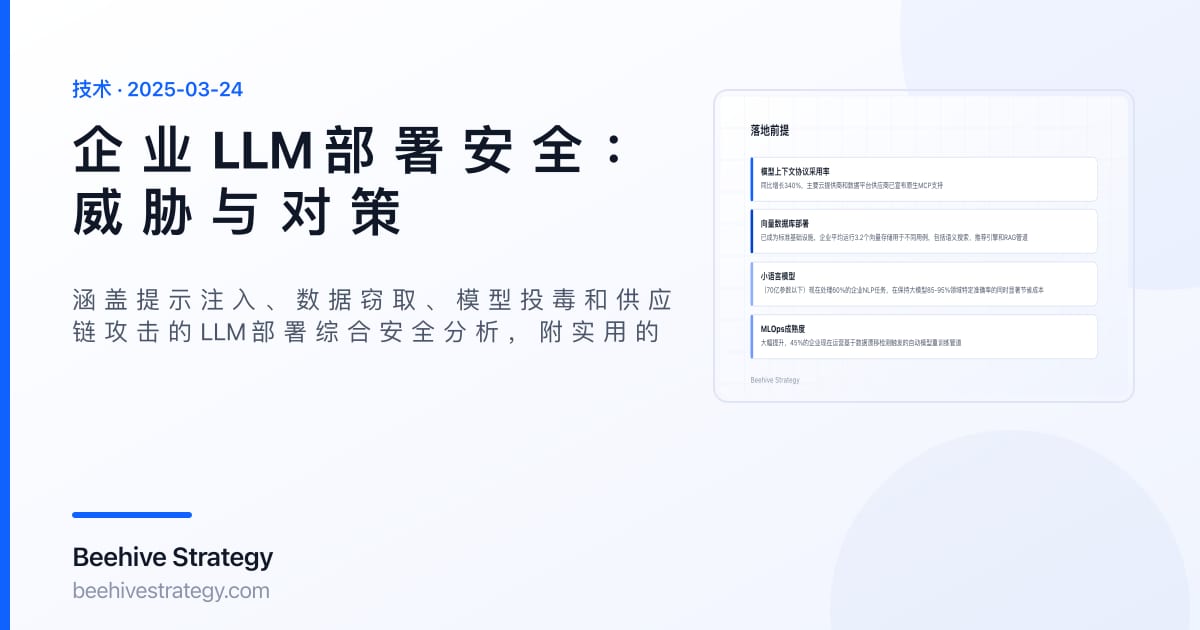 技术 · 2025-03-24
企业LLM部署安全：
威胁与对策
涵盖提示注入、数据窃取、模型投毒和供应
链攻击的LLM部署综合安全分析，附实用的
Beehive Strategy
beehivestrategy.com
落地前提
模型上下文协议采用率
同比增长340%，主要云提供商和数据平台供应商已宣布原生MCP支持
向量数据库部署
已成为标准基础设施，企业平均运行3.2个向量存储用于不同用例，包括语义搜索、推荐引擎和RAG管道
小语言模型
（70亿参数以下）现在处理60%的企业NLP任务，在保持大模型85-95%领域特定准确率的同时显著节省成本
MLOps成熟度
大幅提升，45%的企业现在运营基于数据漂移检测触发的自动模型重训练管道
Beehive Strategy